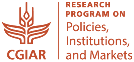 CGIAR
RESEARCH
PROGRAM ON
Policies,
Institutions,
and Markets